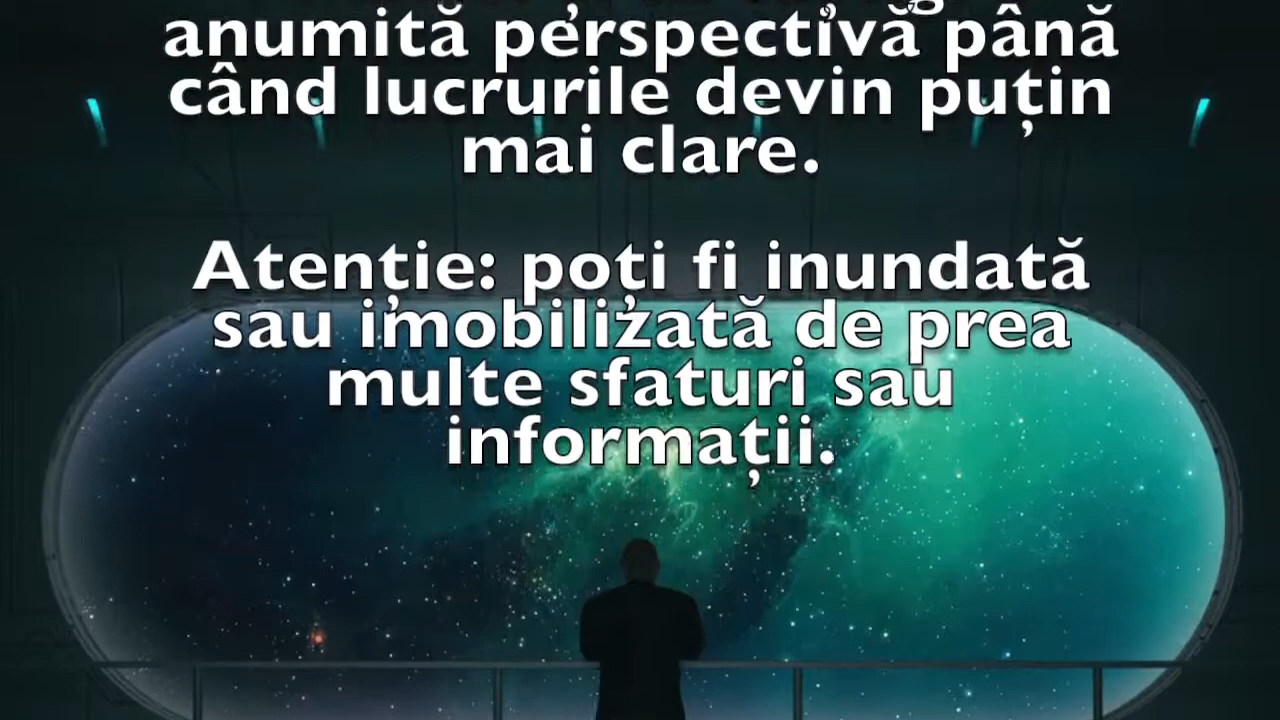 anumită perspectivă până
când lucrurile devin puțin
mai clare.
Atenție: poți fi inundată
sau imobilizată de prea
multe sfaturi sau
informații.